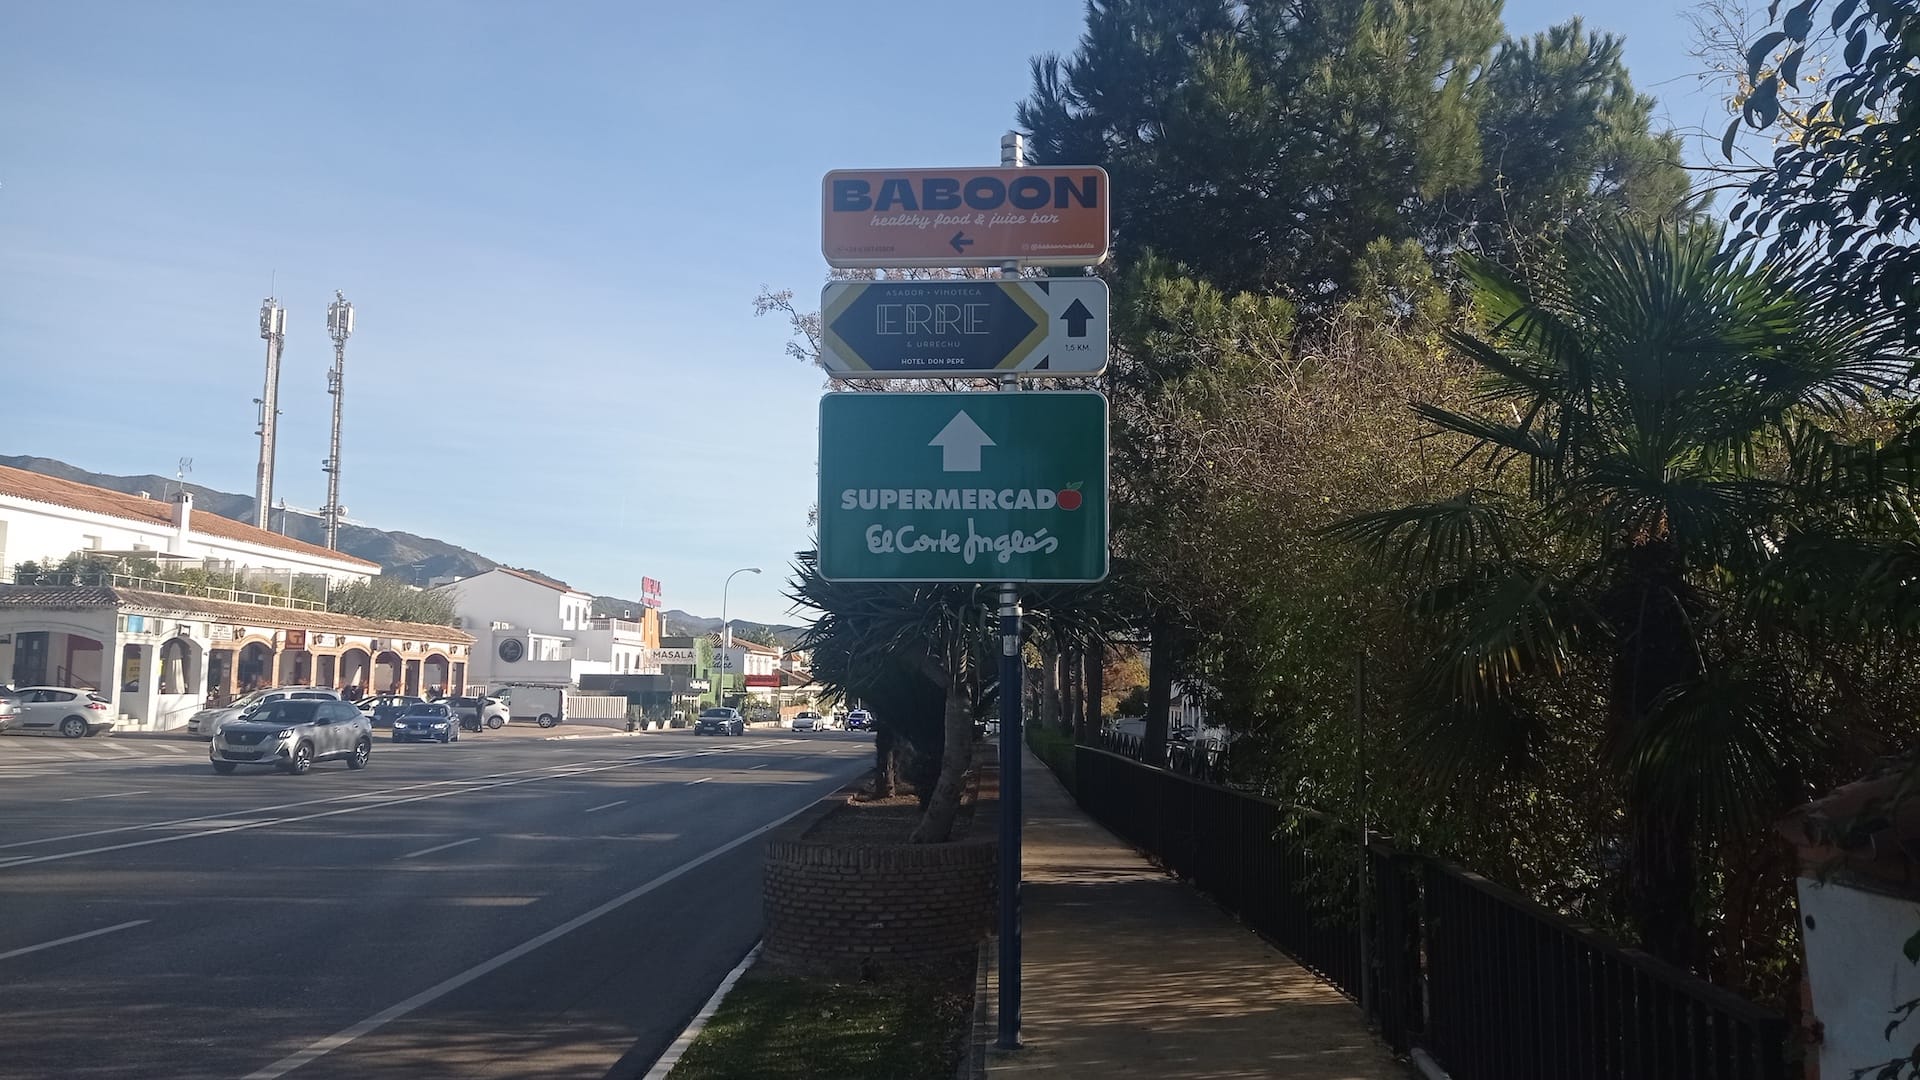 BABOON
healthy food & juice bar
@baboonmarbella
ASADOR · VINOTECA
ERRE
& URRECHU
HOTEL DON PEPE
1,5 KM.
SUPERMERCADO
El Corte Inglés
MASALA